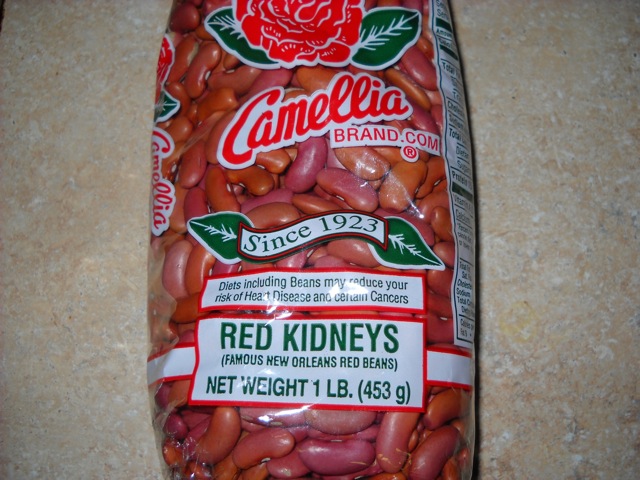 Camellia
BRAND.COM
®
Camellia
Since 1923
Diets including Beans may reduce your
risk of Heart Disease and certain Cancers
RED KIDNEYS
(FAMOUS NEW ORLEANS RED BEANS)
NET WEIGHT 1 LB. (453 g)